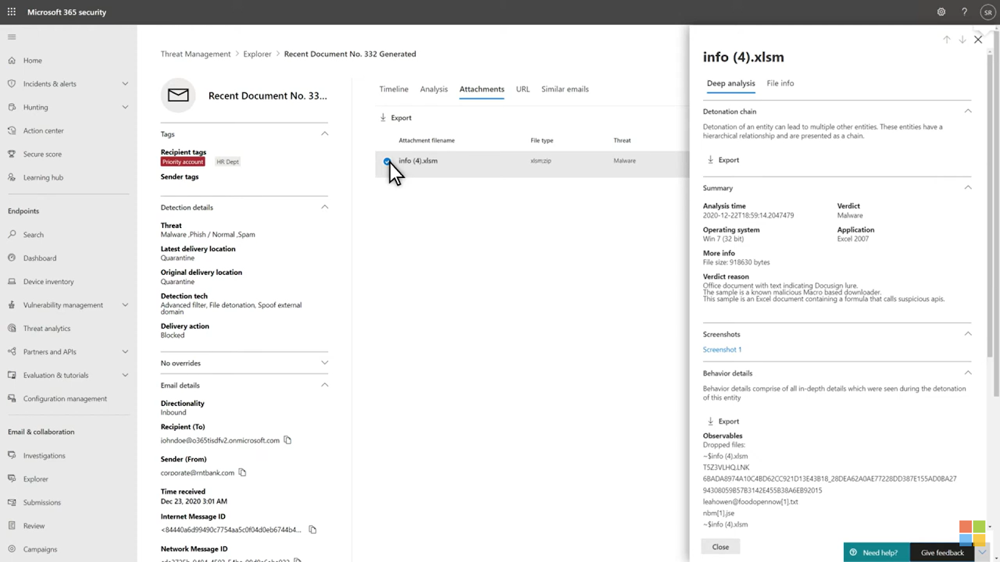 Microsoft 365 security
SR
Home
Incidents & alerts
Hunting
Action center
Secure score
Learning hub
Endpoints
Search
Dashboard
Device inventory
Vulnerability management
Threat analytics
Partners and APIs
Evaluation & tutorials
Configuration management
Email & collaboration
Investigations
Explorer
Submissions
Review
Campaigns
Threat Management > Explorer > Recent Document No. 332 Generated
Recent Document No. 33...
Tags
Recipient tags
Priority account HR Dept
Sender tags
Detection details
Threat
Malware ,Phish / Normal ,Spam
Latest delivery location
Quarantine
Original delivery location
Quarantine
Detection tech
Advanced filter, File detonation, Spoof external
domain
Delivery action
Blocked
No overrides
Email details
Directionality
Inbound
Recipient (To)
johndoe@o365tisdfv2.onmicrosoft.com
Sender (From)
corporate@rntbank.com
Time received
Dec 23, 2020 3:01 AM
Internet Message ID
<84440a6d99490c7754aa5c0f04d0eb6744b4...
Network Message ID
Timeline Analysis Attachments URL Similar emails
Export
Attachment filename File type Threat
info (4).xlsm xlsm;zip Malware
info (4).xlsm
Deep analysis File info
Detonation chain
Detonation of an entity can lead to multiple other entities. These entities have a
hierarchical relationship and are presented as a chain.
Export
Summary
Analysis time Verdict
2020-12-22T18:59:14.2047479 Malware
Operating system Application
Win 7 (32 bit) Excel 2007
More info
File size: 918630 bytes
Verdict reason
Office document with text indicating Docusign lure.
The sample is a known malicious Macro based downloader.
This sample is an Excel document containing a formula that calls suspicious apis.
Screenshots
Screenshot 1
Behavior details
Behavior details comprise of all in-depth details which were seen during the detonation
of this entity
Export
Observables
Dropped files:
~$info (4).xlsm
T5Z3VLHQ.LNK
6BADA8974A10C4BD62CC921D13E43B18_28DEA62A0AE77228DD387E155AD0BA27
94308059B57B3142E455B38A6EB92015
leahowen@foodopennow[1].txt
nbm[1].jse
~$info (4).xlsm
Close
Need help?
Give feedback